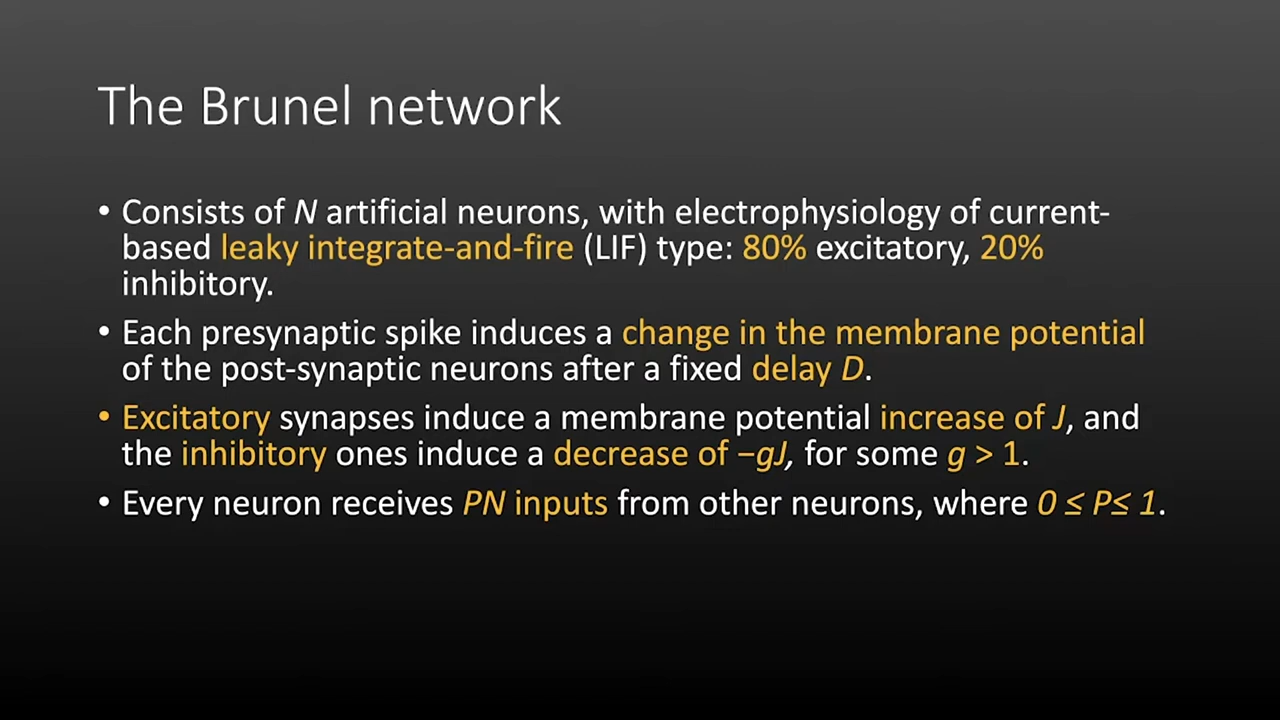 The Brunel network
• Consists of N artificial neurons, with electrophysiology of current-
based leaky integrate-and-fire (LIF) type: 80% excitatory, 20%
inhibitory.
• Each presynaptic spike induces a change in the membrane potential
of the post-synaptic neurons after a fixed delay D.
• Excitatory synapses induce a membrane potential increase of J, and
the inhibitory ones induce a decrease of −gJ, for some g > 1.
• Every neuron receives PN inputs from other neurons, where 0 ≤ P≤ 1.